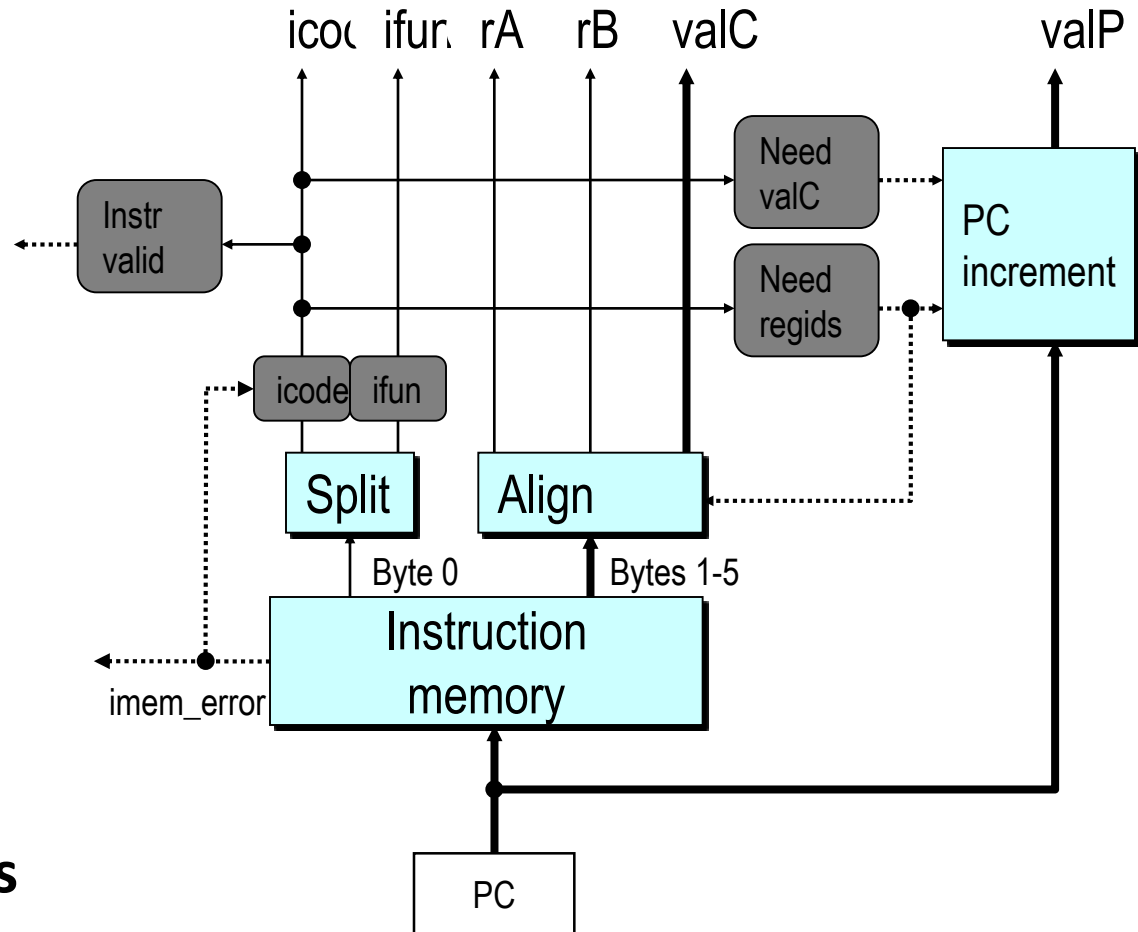 icoc ifun rA rB valC valP
Need
valC
Instr
valid
PC
increment
Need
regids
icode ifun
Split Align
Byte 0 Bytes 1-5
Instruction
memory
imem_error
s
PC